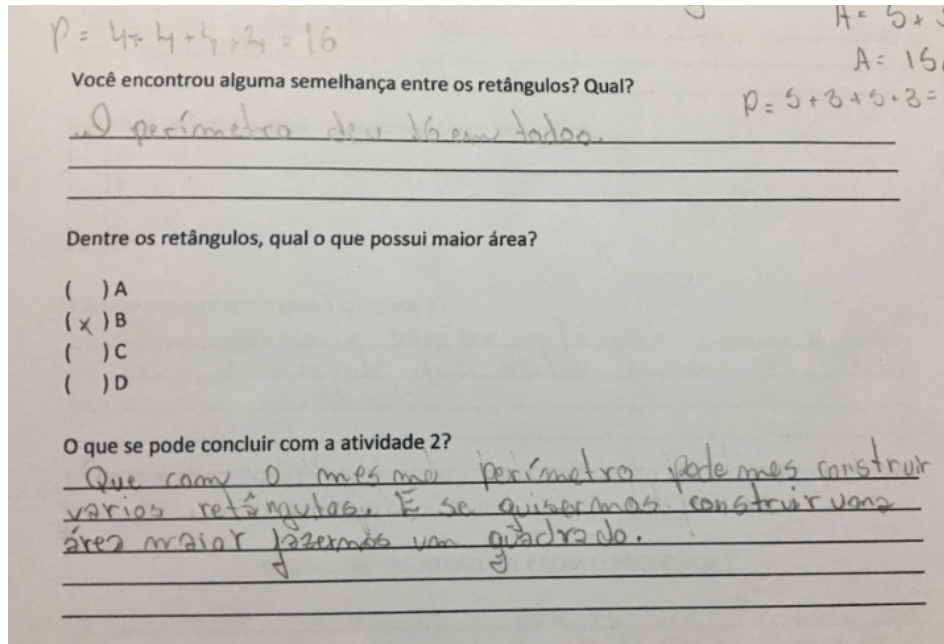 A = 5 x
P = 4+4+4+4 = 16
A = 15
Você encontrou alguma semelhança entre os retângulos? Qual?
P = 5+3+5+3 =
O perímetro deu 16 em todos.
Dentre os retângulos, qual o que possui maior área?
( ) A
( x ) B
( ) C
( ) D
O que se pode concluir com a atividade 2?
Que com o mesmo perímetro podemos construir
varios retângulos. E se quisermos construir uma
área maior fazermos um quadrado.